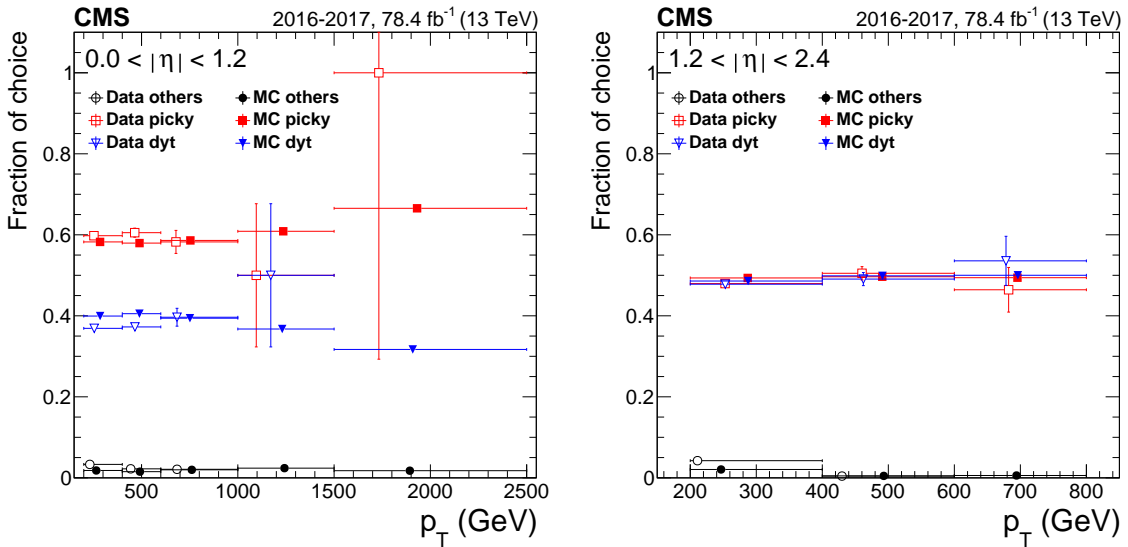 CMS 2016-2017, 78.4 fb⁻¹ (13 TeV)
0.0 < |η| < 1.2
Data others MC others
Data picky MC picky
Data dyt MC dyt
Fraction of choice
1
0.8
0.6
0.4
0.2
0
500 1000 1500 2000 2500
p_T (GeV)
CMS 2016-2017, 78.4 fb⁻¹ (13 TeV)
1.2 < |η| < 2.4
Data others MC others
Data picky MC picky
Data dyt MC dyt
Fraction of choice
1
0.8
0.6
0.4
0.2
0
200 300 400 500 600 700 800
p_T (GeV)